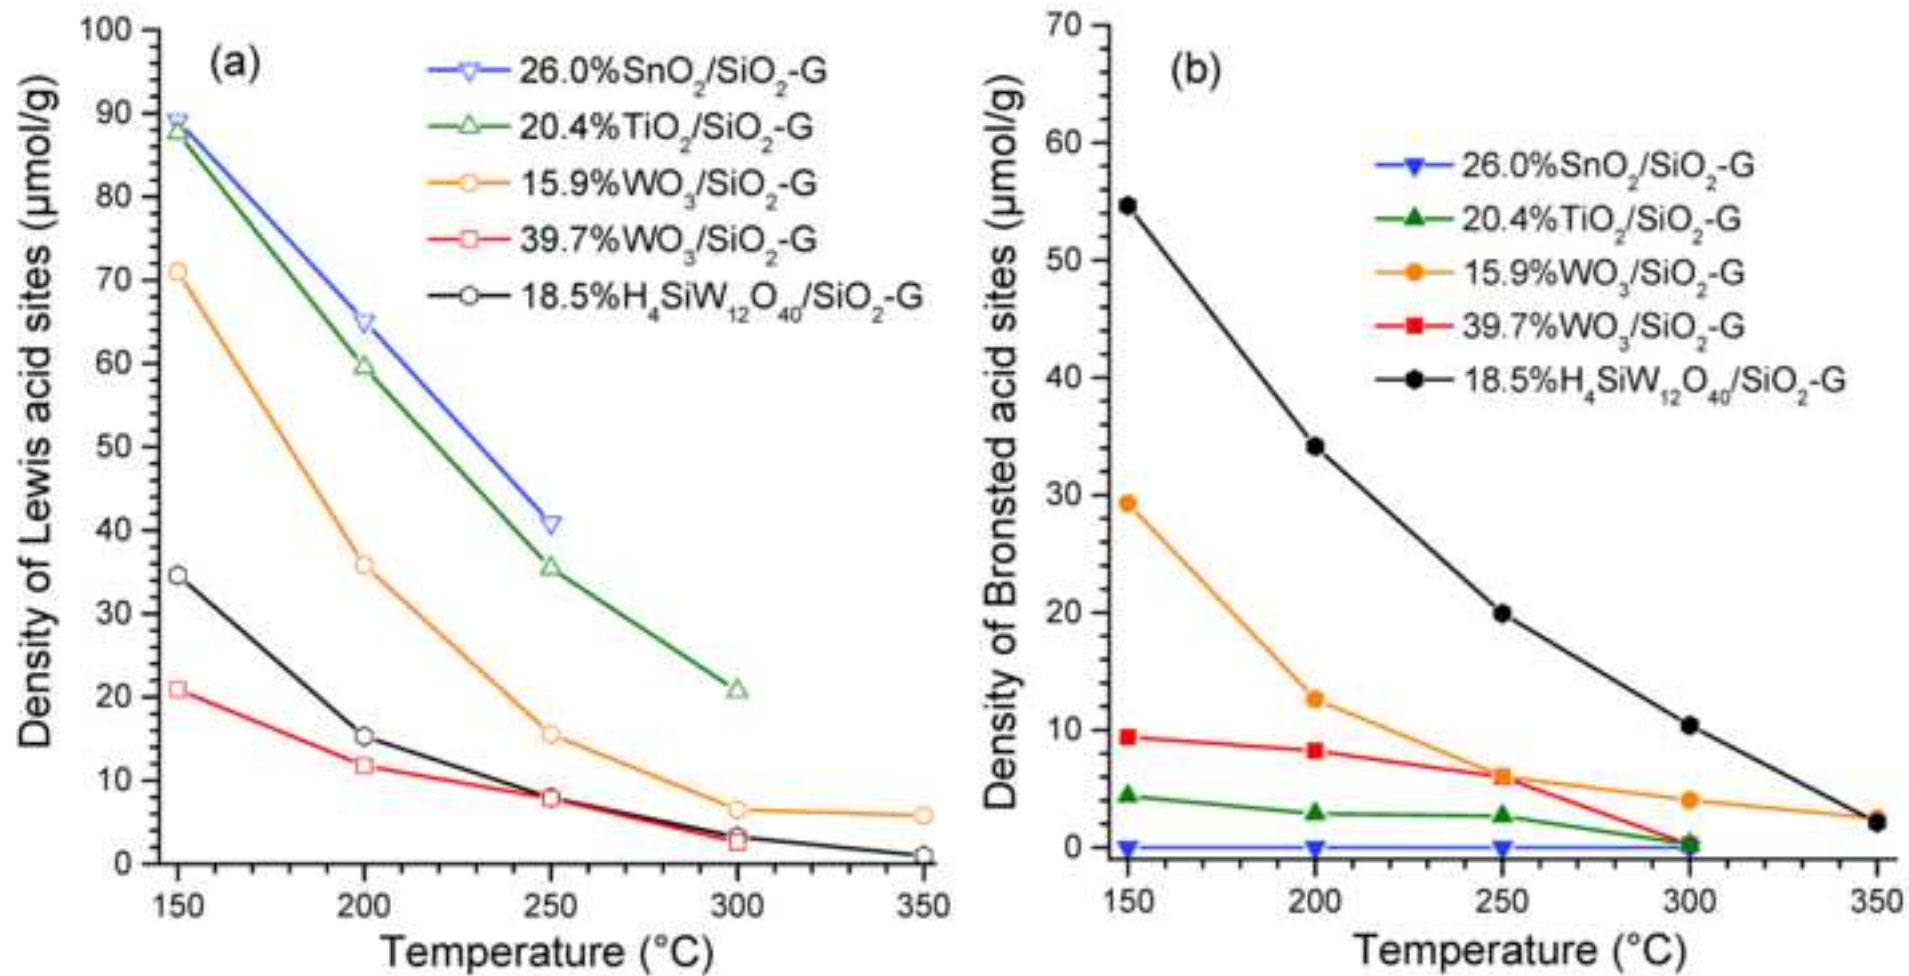 (a)
26.0%SnO₂/SiO₂-G
20.4%TiO₂/SiO₂-G
15.9%WO₃/SiO₂-G
39.7%WO₃/SiO₂-G
18.5%H₄SiW₁₂O₄₀/SiO₂-G
Density of Lewis acid sites (μmol/g)
100
90
80
70
60
50
40
30
20
10
0
150 200 250 300 350
Temperature (°C)
(b)
26.0%SnO₂/SiO₂-G
20.4%TiO₂/SiO₂-G
15.9%WO₃/SiO₂-G
39.7%WO₃/SiO₂-G
18.5%H₄SiW₁₂O₄₀/SiO₂-G
Density of Bronsted acid sites (μmol/g)
70
60
50
40
30
20
10
0
150 200 250 300 350
Temperature (°C)